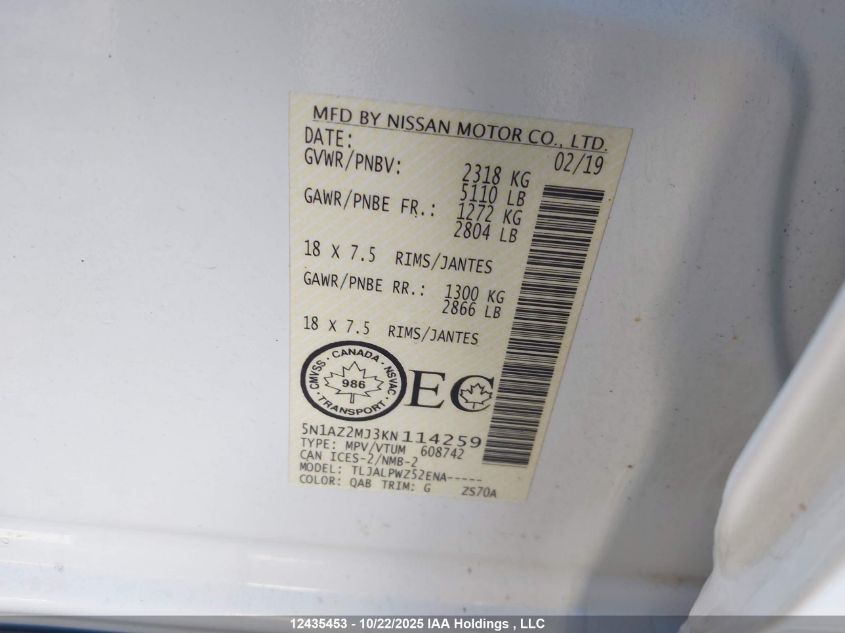 MFD BY NISSAN MOTOR CO., LTD.
DATE: 02/19
GVWR/PNBV: 2318 KG
5110 LB
GAWR/PNBE FR.: 1272 KG
2804 LB
18 X 7.5 RIMS/JANTES
GAWR/PNBE RR.: 1300 KG
2866 LB
18 X 7.5 RIMS/JANTES
CMVSS · CANADA · NSVAC · TRANSPORT ·
986
EC
5N1AZ2MJ3KN114259
TYPE: MPV/VTUM 608742
CAN ICES-2/NMB-2
MODEL: TLJALPWZ52ENA-----
COLOR: QAB TRIM: G ZS70A
12435453 - 10/22/2025 IAA Holdings , LLC